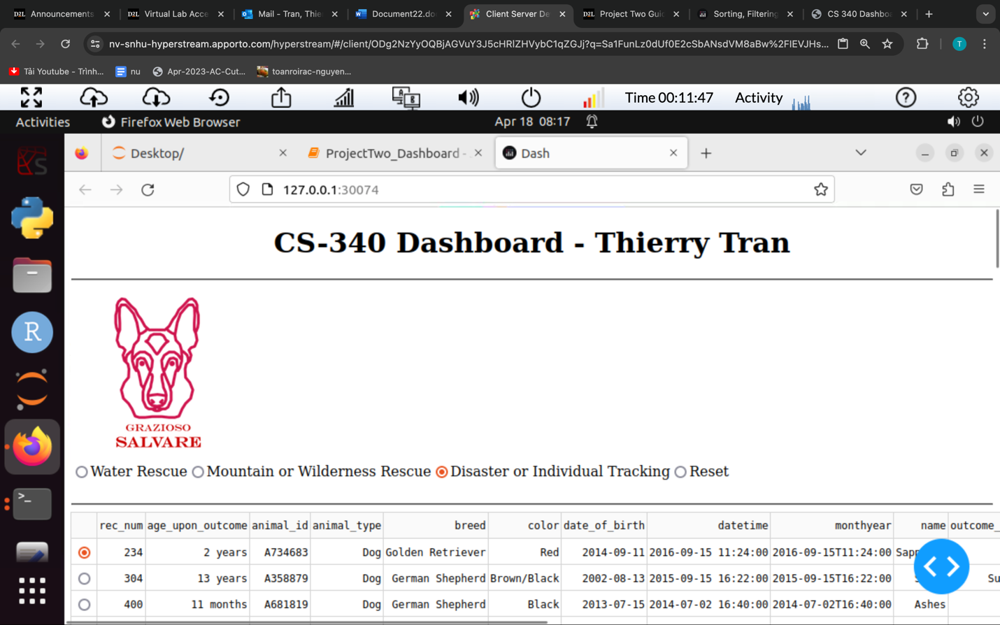 Announcements
Virtual Lab Acce
Mail - Tran, Thie
Document22.do
Client Server De
Project Two Gui
Sorting, Filtering
CS 340 Dashbo
nv-snhu-hyperstream.apporto.com/hyperstream/#/client/ODg2NzYyOQBjAGVuY3J5cHRlZHVybC1qZGJj?q=Sa1FunLz0dUf0E2cSbANsdVM8aBw%2FIEVJHs...
T
Tải Youtube - Trình...
nu
Apr-2023-AC-Cut...
toanroirac-nguyen...
Time 00:11:47
Activity
Activities
Firefox Web Browser
Apr 18 08:17
Desktop/
ProjectTwo_Dashboard -
Dash
127.0.0.1:30074
CS-340 Dashboard - Thierry Tran
GRAZIOSO
SALVARE
Water Rescue Mountain or Wilderness Rescue Disaster or Individual Tracking Reset
rec_num age_upon_outcome animal_id animal_type breed color date_of_birth datetime monthyear name outcome_
234 2 years A734683 Dog Golden Retriever Red 2014-09-11 2016-09-15 11:24:00 2016-09-15T11:24:00 Sapp
304 13 years A358879 Dog German Shepherd Brown/Black 2002-08-13 2015-09-15 16:22:00 2015-09-15T16:22:00 Su
400 11 months A681819 Dog German Shepherd Black 2013-07-15 2014-07-02 16:40:00 2014-07-02T16:40:00 Ashes